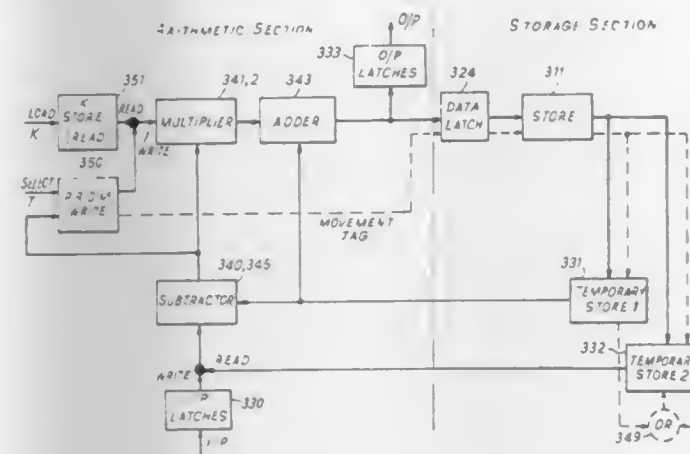 ARITHMETIC SECTION
O/P
STORAGE SECTION
333
O/P
LATCHES
351
341,2
343
324
311
LOAD
K
K
STORE
READ
READ
WRITE
MULTIPLIER
ADDER
DATA
LATCH
STORE
350
SELECT
T
P.R.O.M
WRITE
MOVEMENT
TAG
340,345
331
SUBTRACTOR
TEMPORARY
STORE 1
332
WRITE
READ
TEMPORAR
STORE 2
LATCHES
330
OR
349